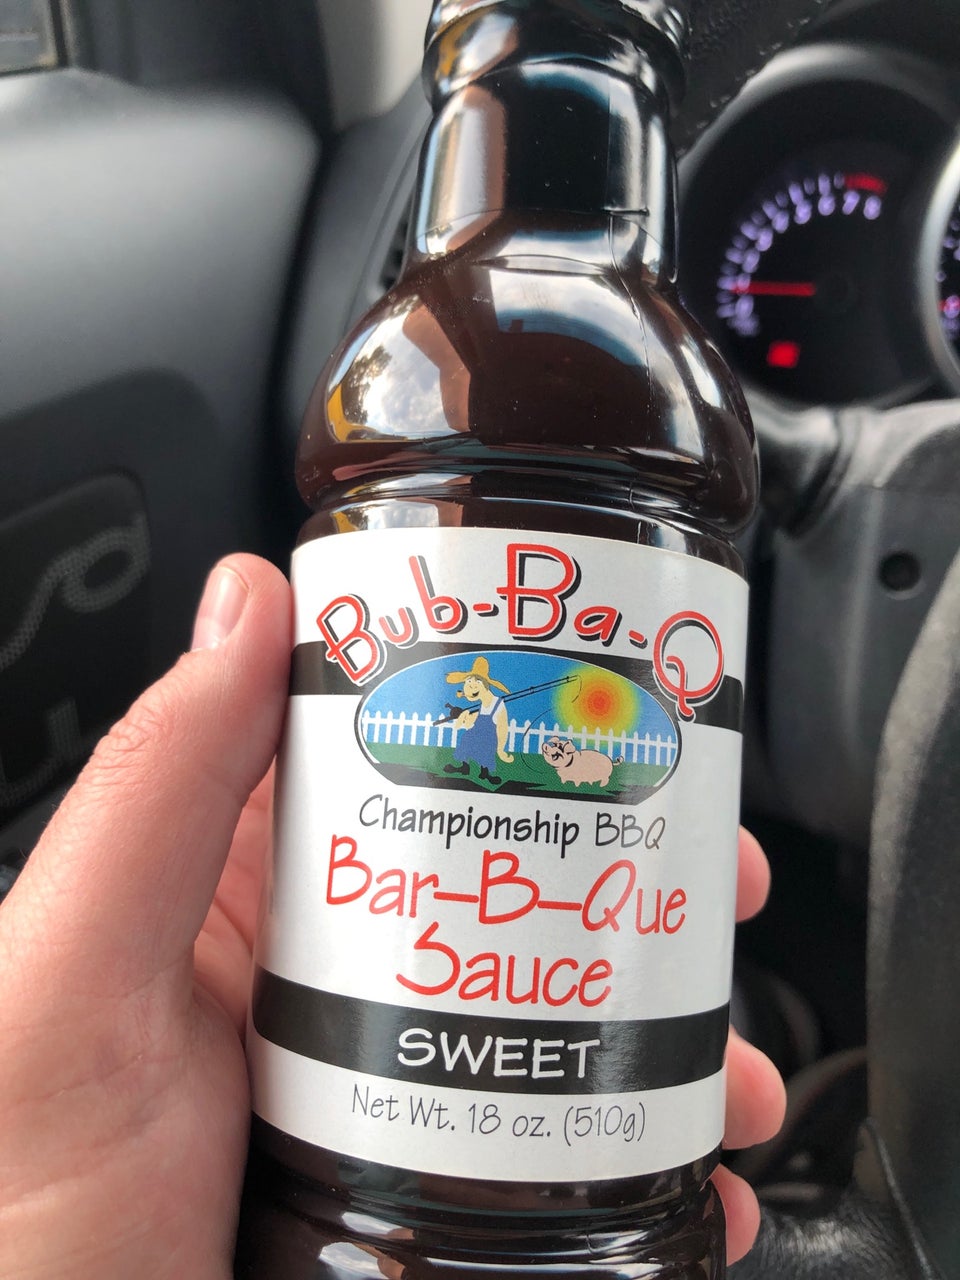 Bub-Ba-Q
Championship BBQ
Bar-B-Que
Sauce
SWEET
Net Wt. 18 oz. (510g)